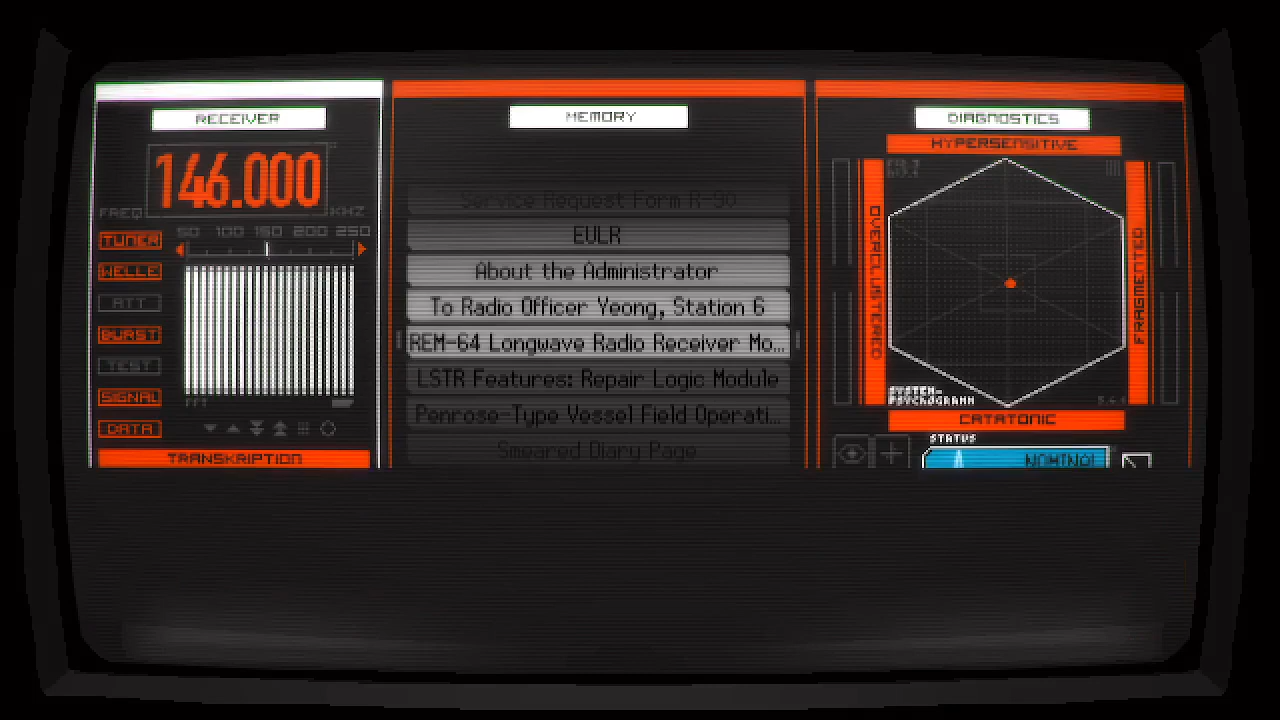 RECEIVER
146.000
FREQ
KHZ
50 100 150 200 250
TUNER
WELLE
ATT
BURST
TEST
SIGNAL
DATA
FFT
TRANSKRIPTION
MEMORY
Service Request Form R-90
EULR
About the Administrator
To Radio Officer Yeong, Station 6
REM-64 Longwave Radio Receiver Mo...
LSTR Features: Repair Logic Module
Penrose-Type Vessel Field Operati...
Smeared Diary Page
DIAGNOSTICS
HYPERSENSITIVE
OVERCLUSTERED
FRAGMENTED
SYSTEM-
PSYCHOGRAMM
CATATONIC
STATUS
NOMINAL